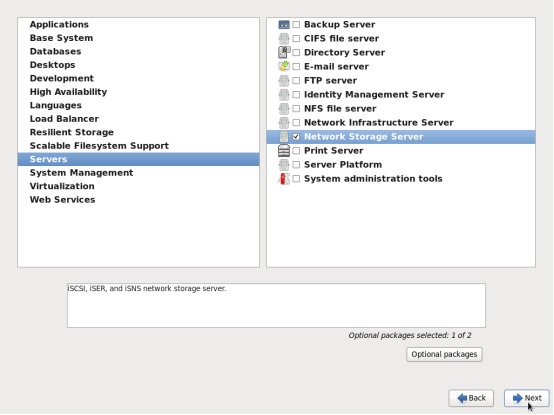 Applications
Base System
Databases
Desktops
Development
High Availability
Languages
Load Balancer
Resilient Storage
Scalable Filesystem Support
Servers
System Management
Virtualization
Web Services
Backup Server
CIFS file server
Directory Server
E-mail server
FTP server
Identity Management Server
NFS file server
Network Infrastructure Server
Network Storage Server
Print Server
Server Platform
System administration tools
iSCSI, iSER, and iSNS network storage server.
Optional packages selected: 1 of 2
Optional packages
Back
Next